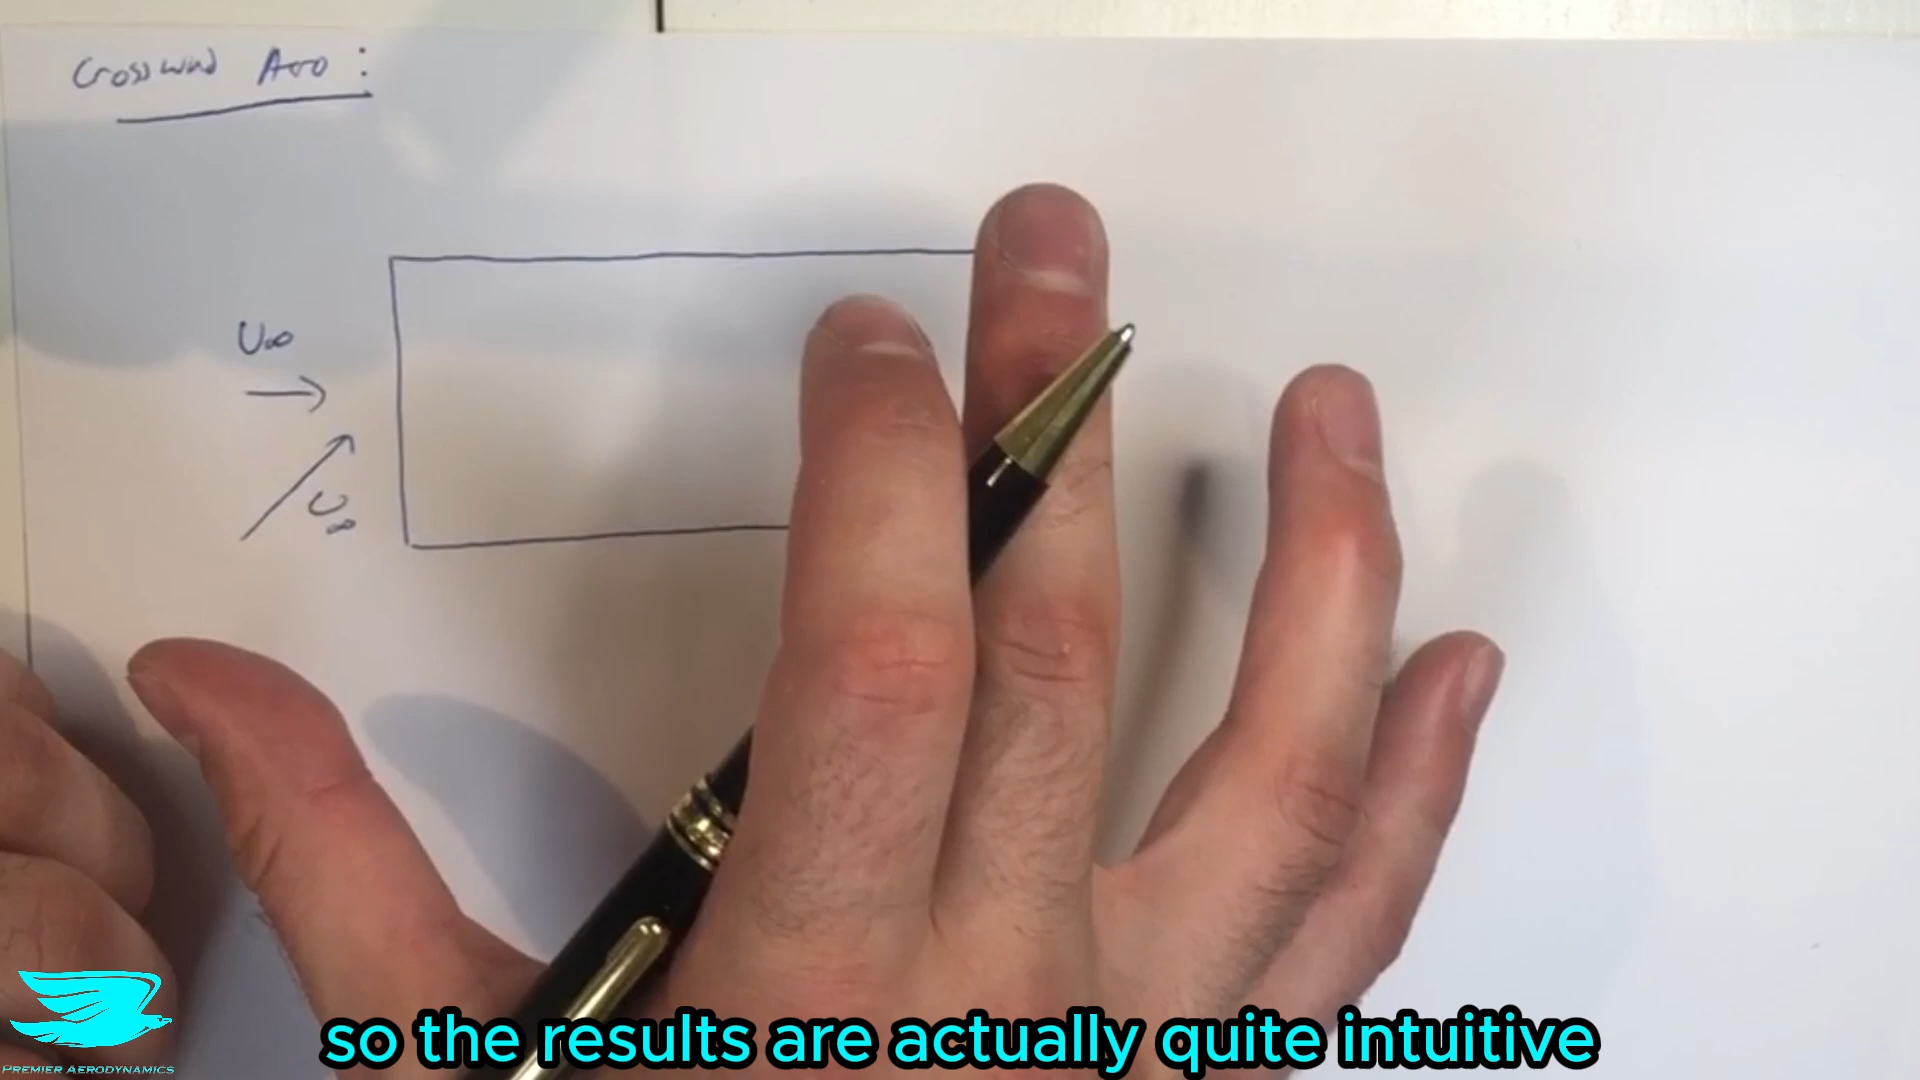 Crosswind Aero:
U∞
U∞
so the results are actually quite intuitive
PREMIER AERODYNAMICS